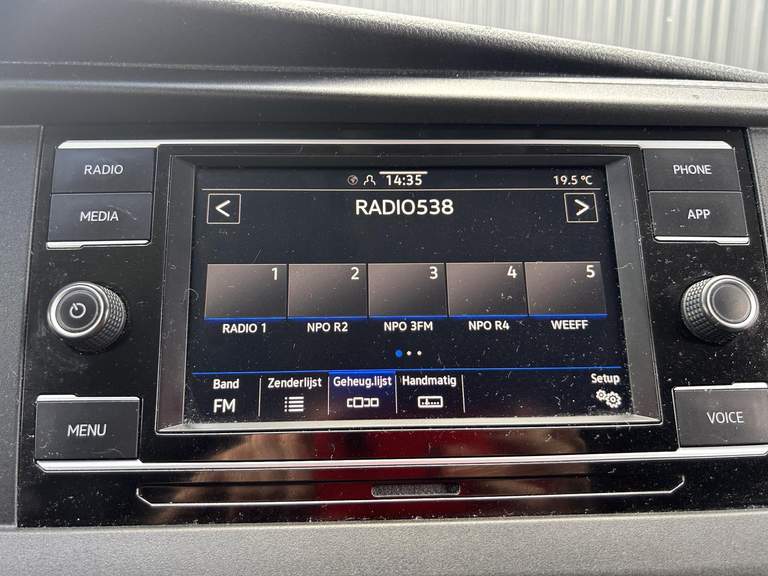 RADIO
MEDIA
MENU
14:35
19.5 °C
<
RADIO538
>
1 2 3 4 5
RADIO 1 NPO R2 NPO 3FM NPO R4 WEEFF
Band Zenderlijst Geheug.lijst Handmatig Setup
FM
PHONE
APP
VOICE